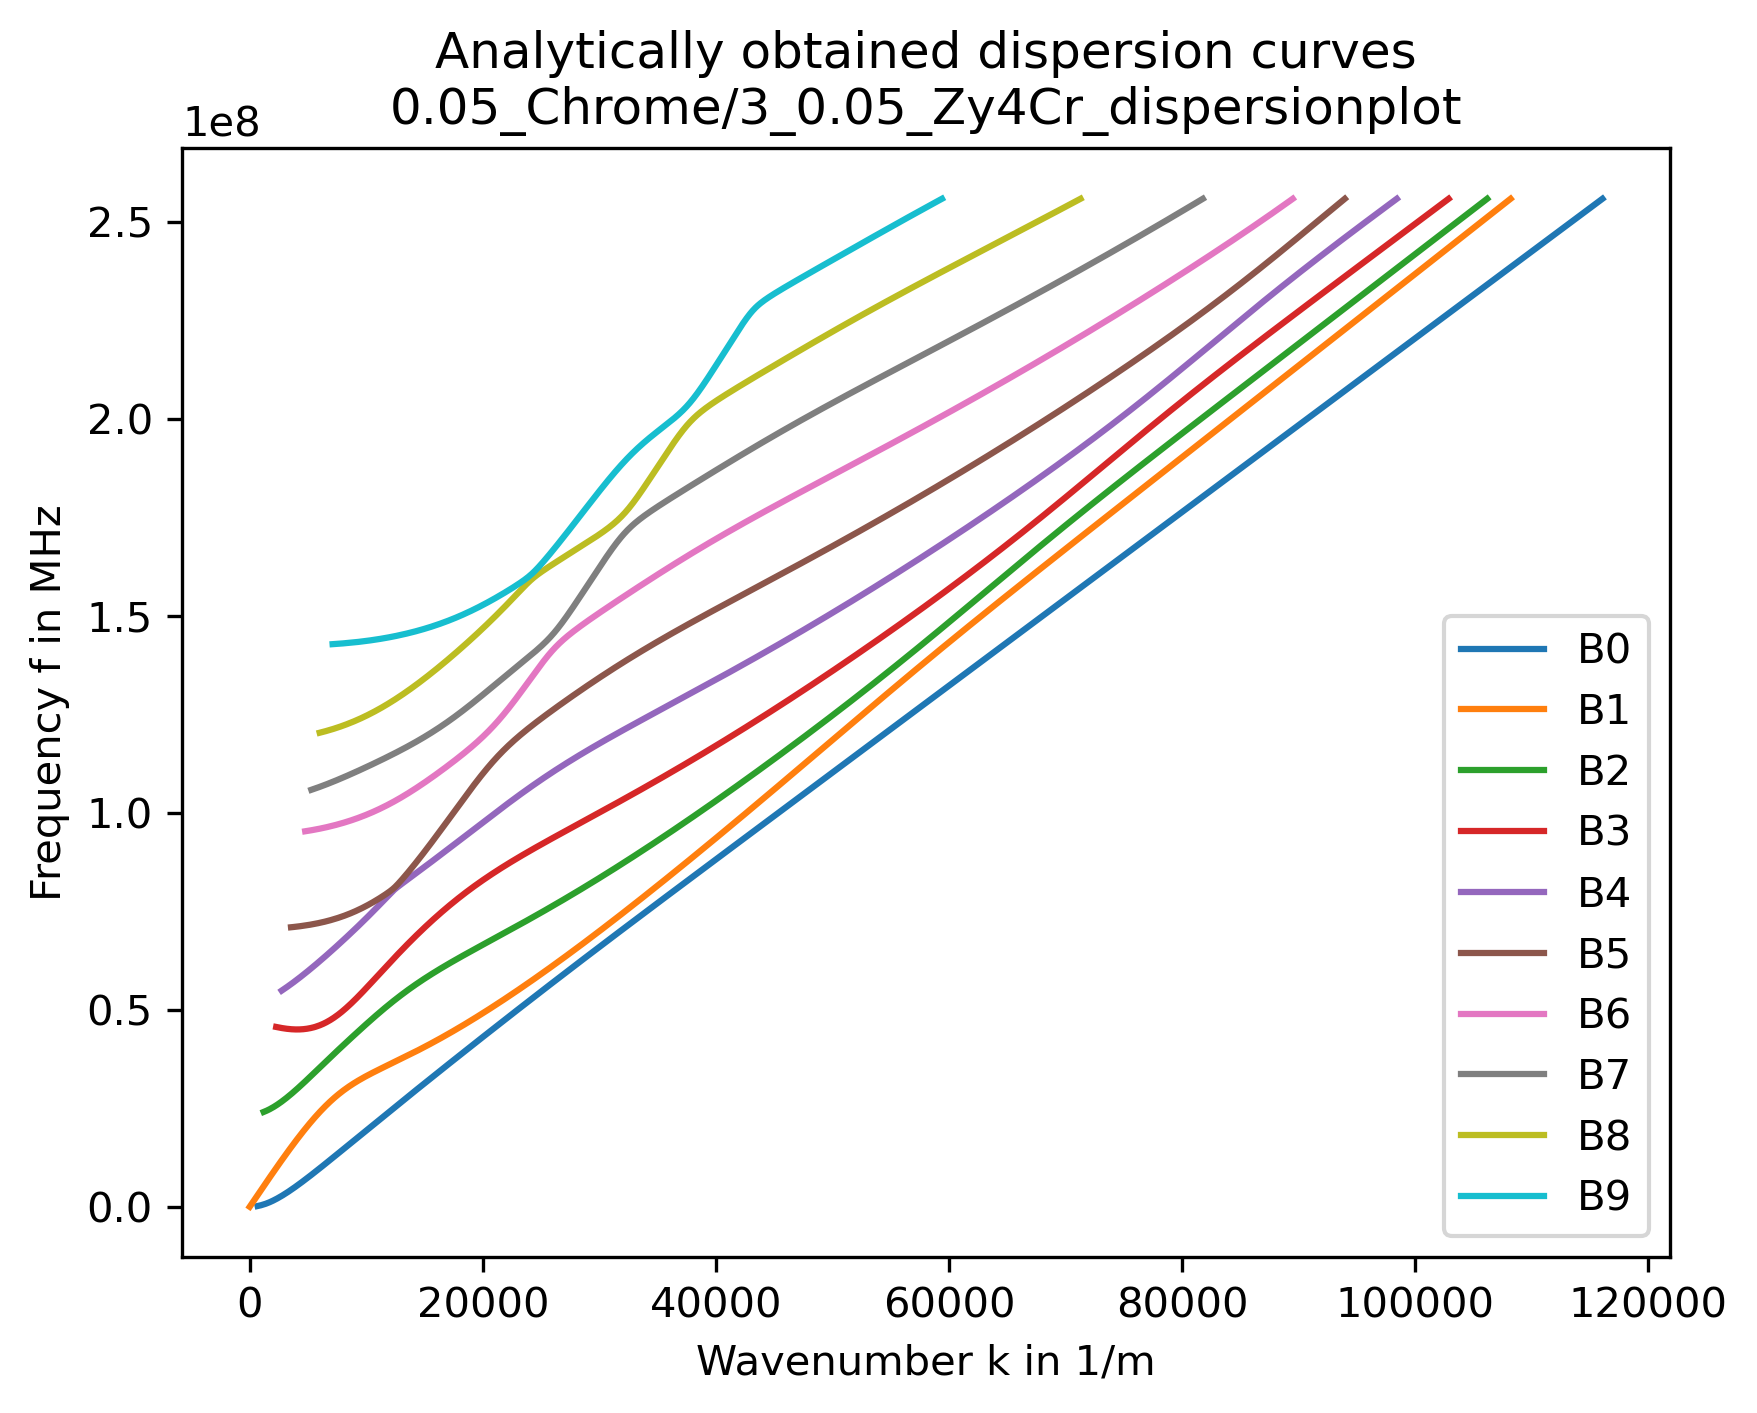 Analytically obtained dispersion curves
0.05_Chrome/3_0.05_Zy4Cr_dispersionplot
1e8
2.5
2.0
1.5
1.0
0.5
0.0
Frequency f in MHz
0 20000 40000 60000 80000 100000 120000
Wavenumber k in 1/m
B0
B1
B2
B3
B4
B5
B6
B7
B8
B9